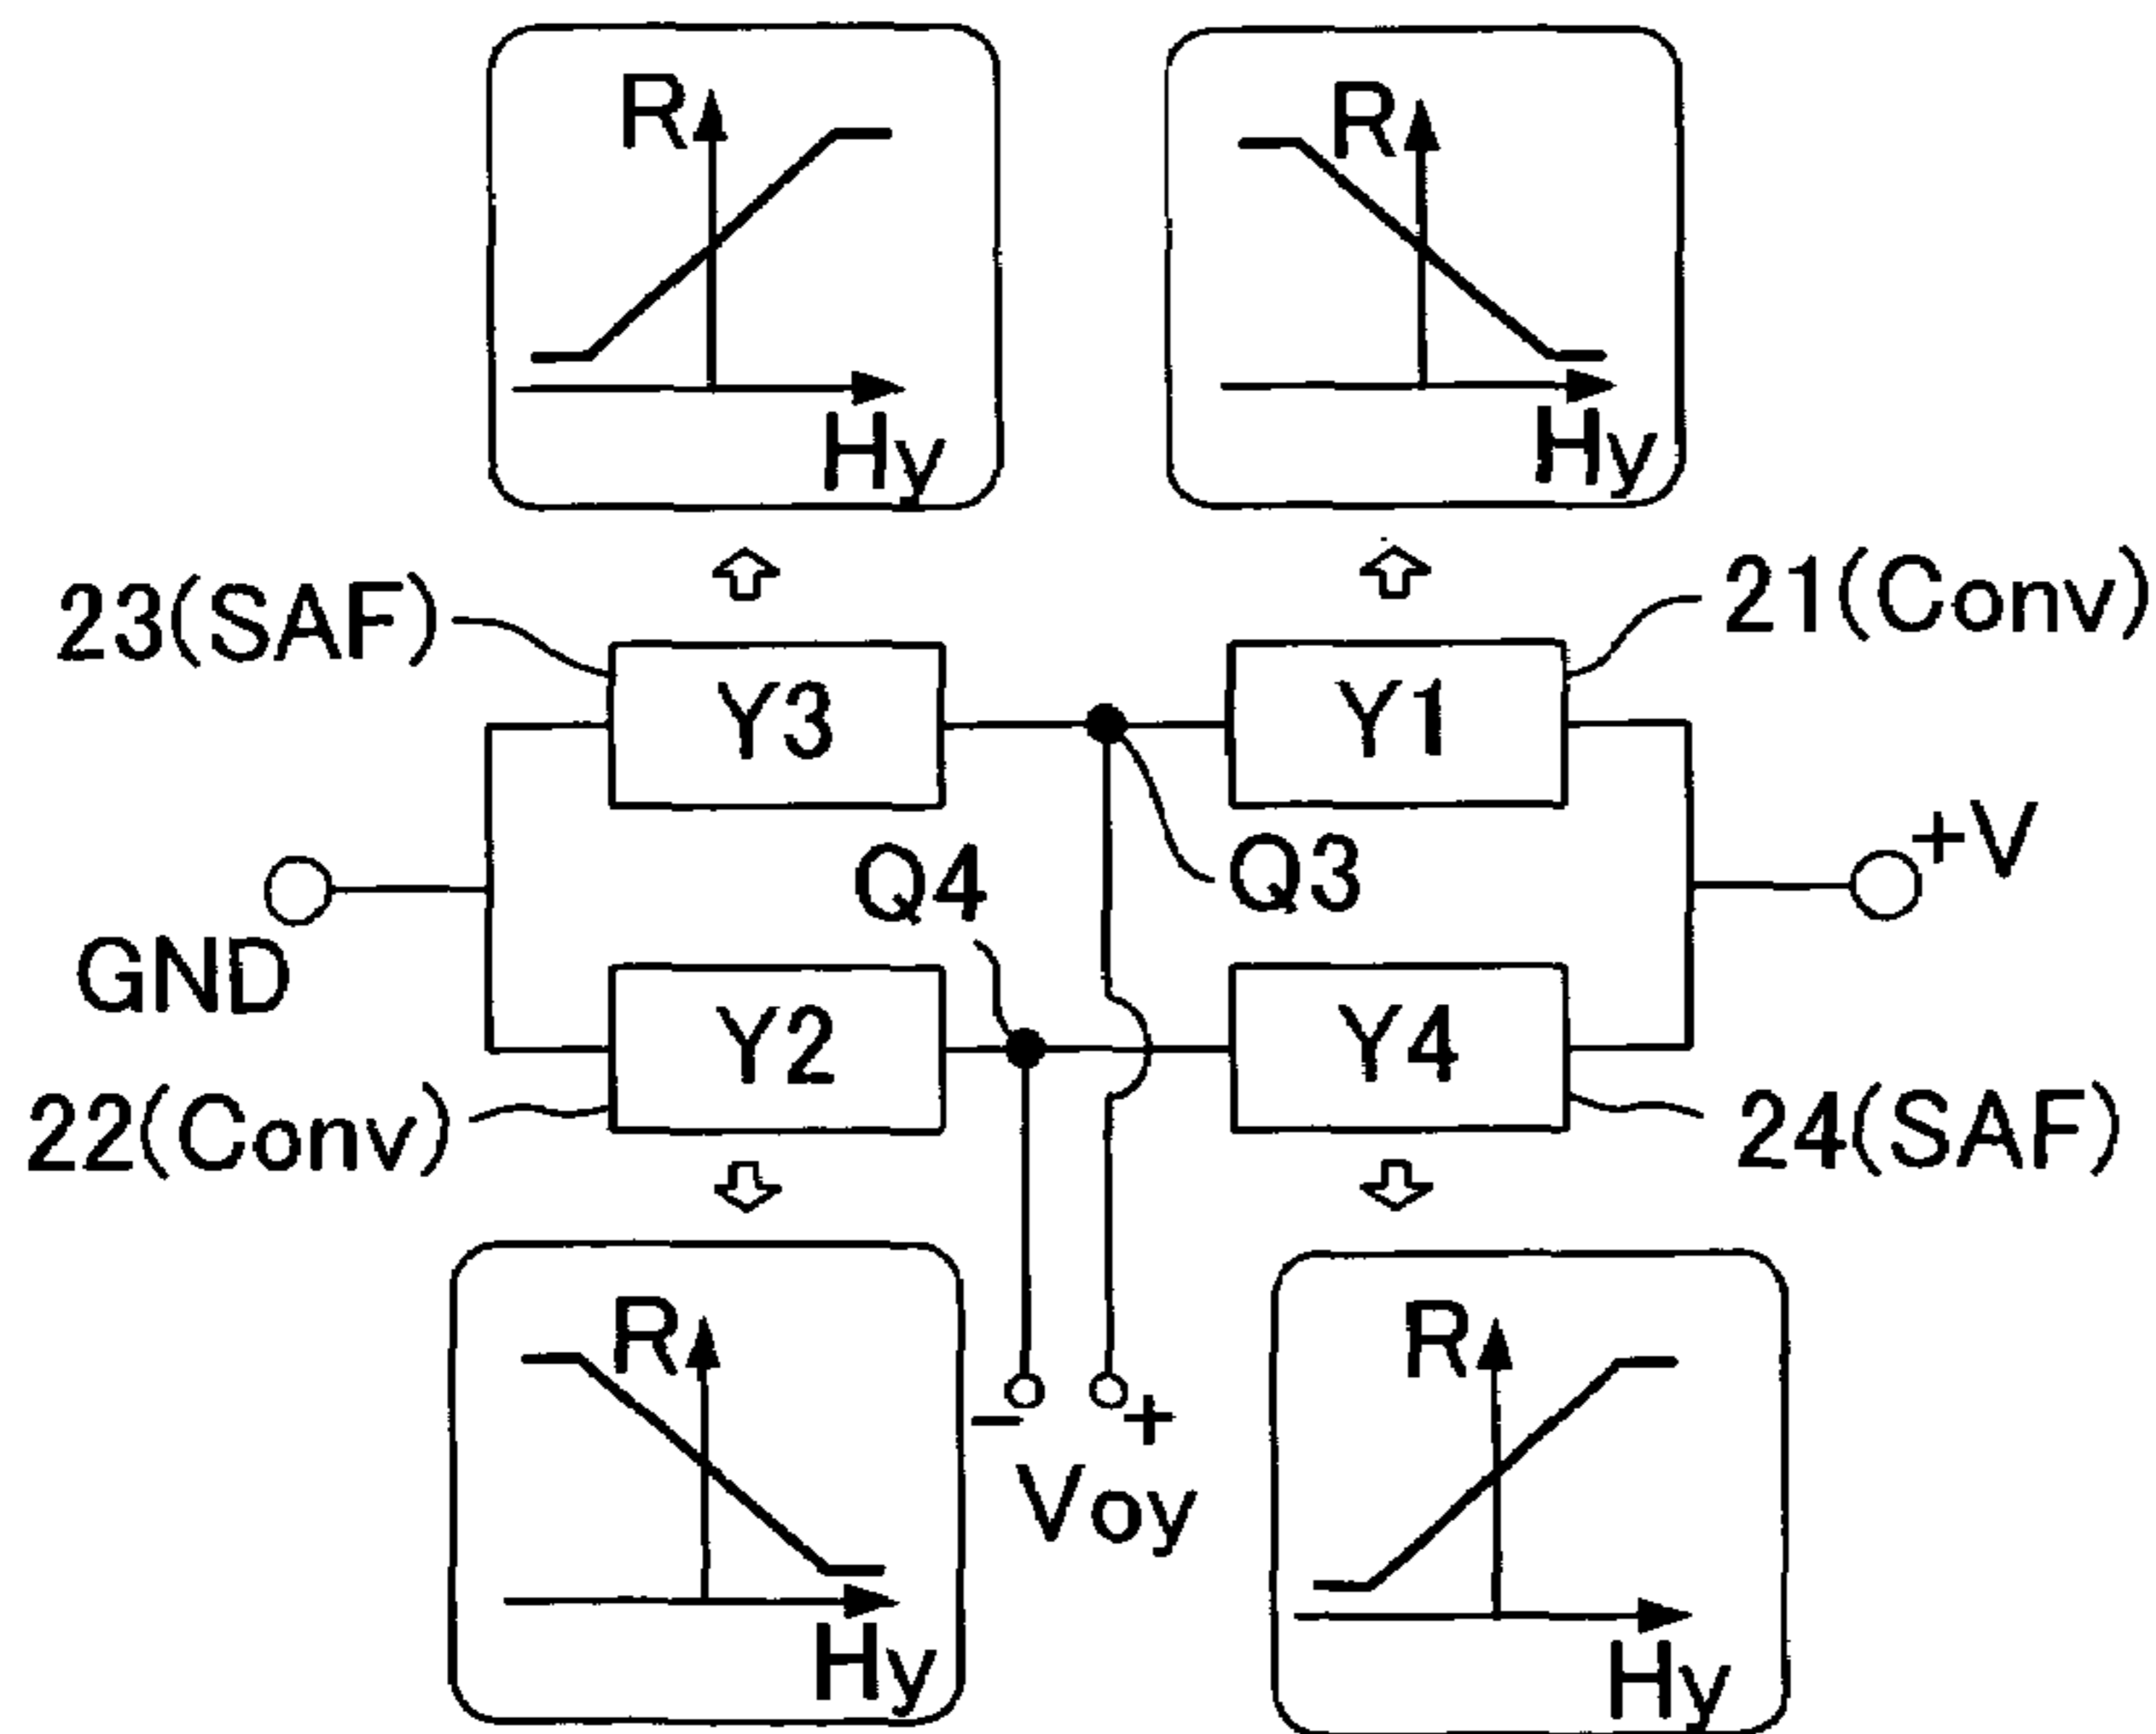 R
Hy
R
Hy
23(SAF)
21(Conv)
Y3
Y1
Q4
Q3
+V
GND
Y2
Y4
22(Conv)
24(SAF)
R
Hy
− +
Voy
R
Hy